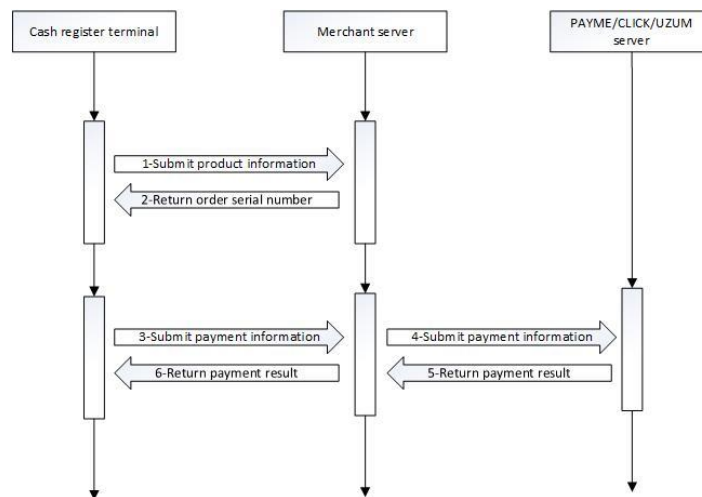 Cash register terminal
Merchant server
PAYME/CLICK/UZUM
server
1-Submit product information
2-Return order serial number
3-Submit payment information
4-Submit payment information
6-Return payment result
5-Return payment result